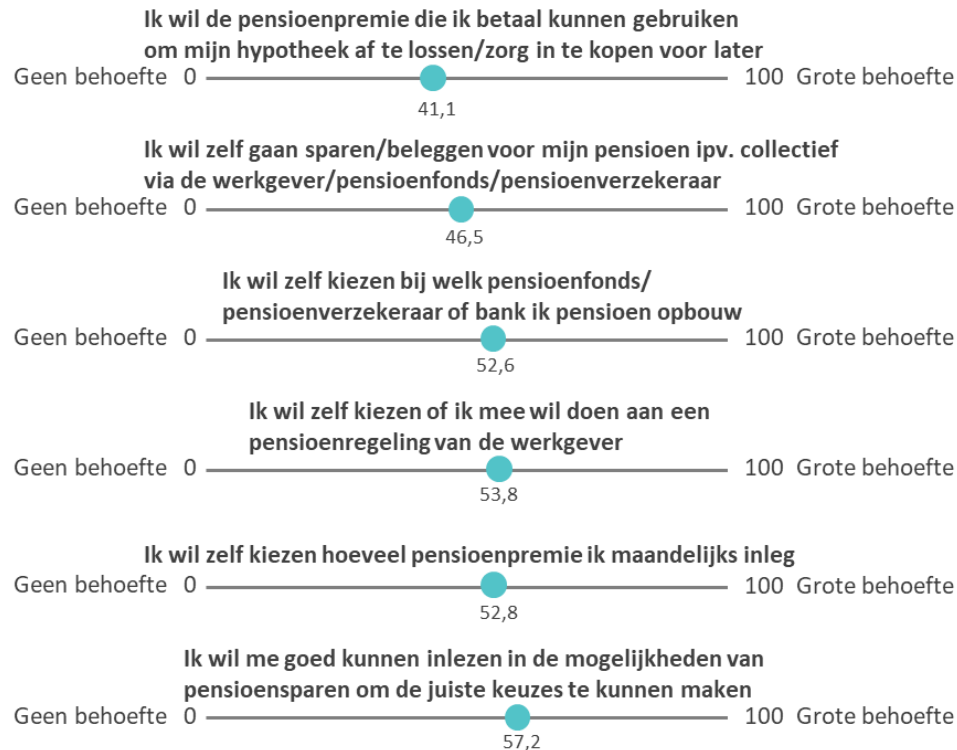 Ik wil de pensioenpremie die ik betaal kunnen gebruiken
om mijn hypotheek af te lossen/zorg in te kopen voor later
Geen behoefte 0 100 Grote behoefte
41,1
Ik wil zelf gaan sparen/beleggen voor mijn pensioen ipv. collectief
via de werkgever/pensioenfonds/pensioenverzekeraar
Geen behoefte 0 100 Grote behoefte
46,5
Ik wil zelf kiezen bij welk pensioenfonds/
pensioenverzekeraar of bank ik pensioen opbouw
Geen behoefte 0 100 Grote behoefte
52,6
Ik wil zelf kiezen of ik mee wil doen aan een
pensioenregeling van de werkgever
Geen behoefte 0 100 Grote behoefte
53,8
Ik wil zelf kiezen hoeveel pensioenpremie ik maandelijks inleg
Geen behoefte 0 100 Grote behoefte
52,8
Ik wil me goed kunnen inlezen in de mogelijkheden van
pensioensparen om de juiste keuzes te kunnen maken
Geen behoefte 0 100 Grote behoefte
57,2